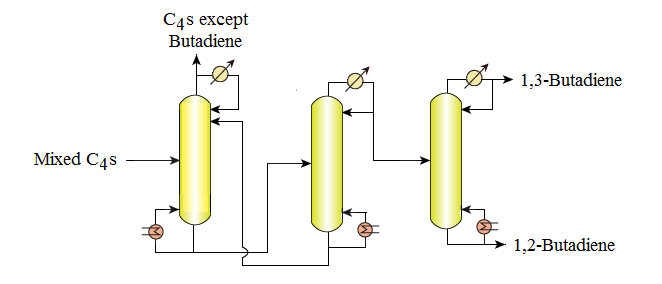 C4s except
Butadiene
1,3-Butadiene
Mixed C4s
1,2-Butadiene